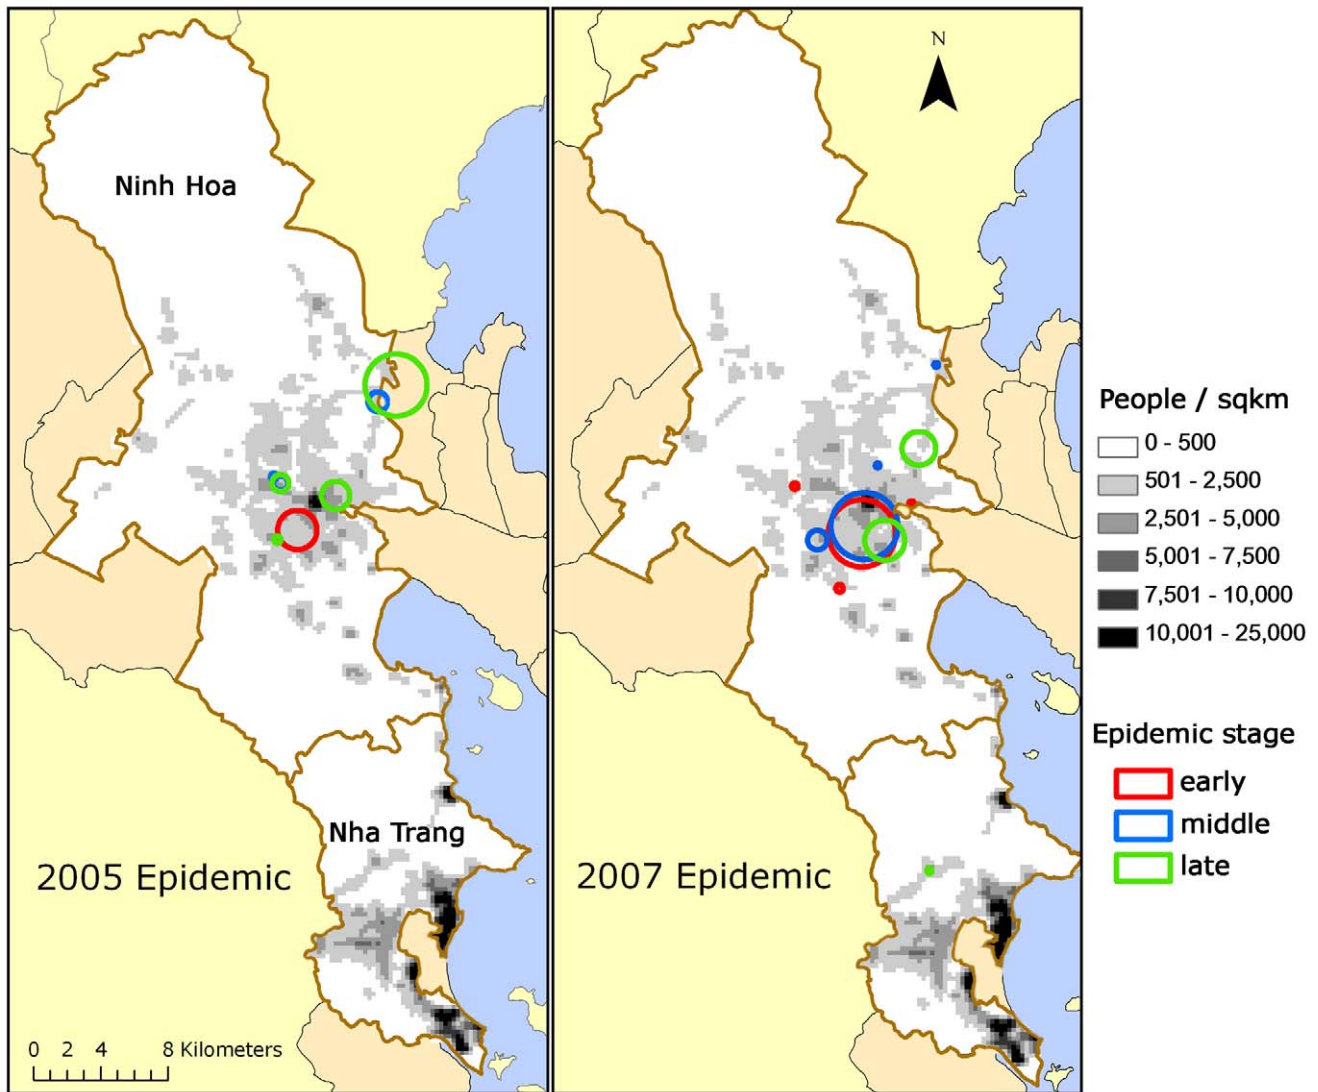 N
Ninh Hoa
Nha Trang
2005 Epidemic
2007 Epidemic
0 2 4 8 Kilometers
People / sqkm
0 - 500
501 - 2,500
2,501 - 5,000
5,001 - 7,500
7,501 - 10,000
10,001 - 25,000
Epidemic stage
early
middle
late